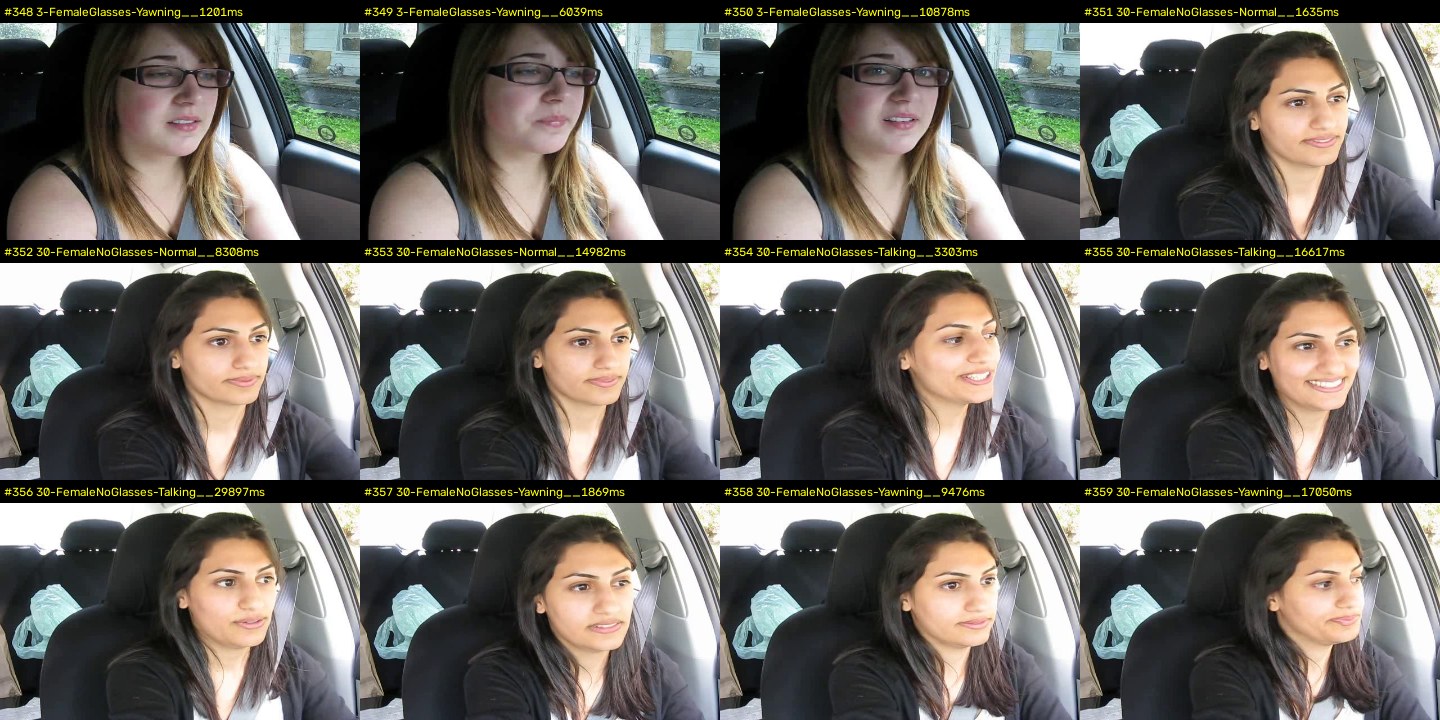 #348 3-FemaleGlasses-Yawning__1201ms
#349 3-FemaleGlasses-Yawning__6039ms
#350 3-FemaleGlasses-Yawning__10878ms
#351 30-FemaleNoGlasses-Normal__1635ms
#352 30-FemaleNoGlasses-Normal__8308ms
#353 30-FemaleNoGlasses-Normal__14982ms
#354 30-FemaleNoGlasses-Talking__3303ms
#355 30-FemaleNoGlasses-Talking__16617ms
#356 30-FemaleNoGlasses-Talking__29897ms
#357 30-FemaleNoGlasses-Yawning__1869ms
#358 30-FemaleNoGlasses-Yawning__9476ms
#359 30-FemaleNoGlasses-Yawning__17050ms